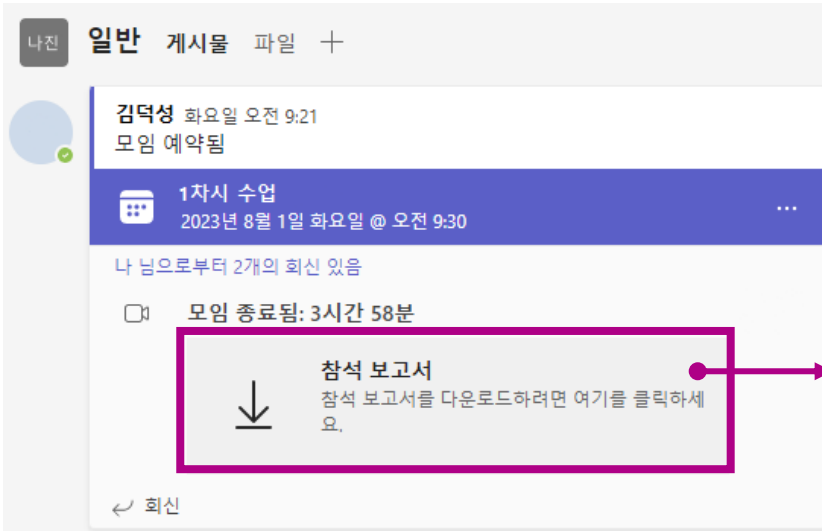 나진 일반 게시물 파일
김덕성 화요일 오전 9:21
모임 예약됨
1차시 수업
2023년 8월 1일 화요일 @ 오전 9:30
나 님으로부터 2개의 회신 있음
모임 종료됨: 3시간 58분
참석 보고서
참석 보고서를 다운로드하려면 여기를 클릭하세
요.
회신